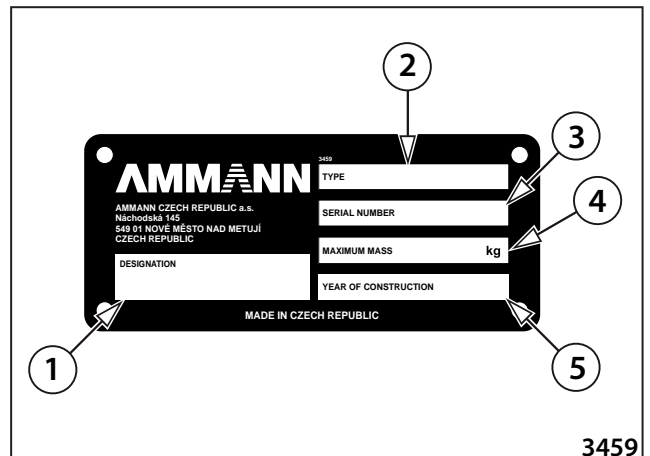 2
3
4
3459
AMMANN
TYPE
AMMANN CZECH REPUBLIC a.s.
Náchodská 145
549 01 NOVÉ MĚSTO NAD METUJÍ
CZECH REPUBLIC
SERIAL NUMBER
MAXIMUM MASS kg
DESIGNATION
YEAR OF CONSTRUCTION
MADE IN CZECH REPUBLIC
1
5
3459